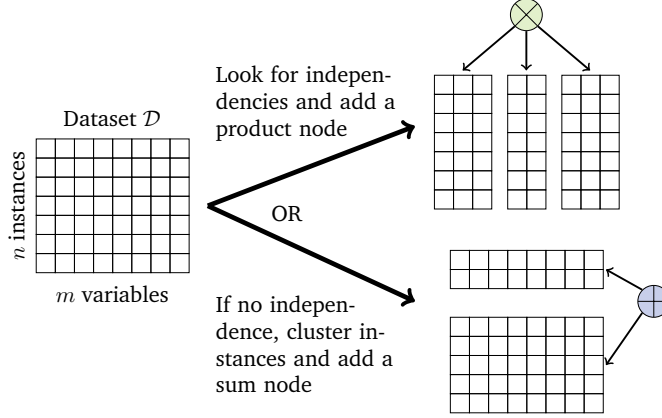 Look for indepen-
dencies and add a
product node
Dataset D
n instances
m variables
OR
If no indepen-
dence, cluster in-
stances and add a
sum node